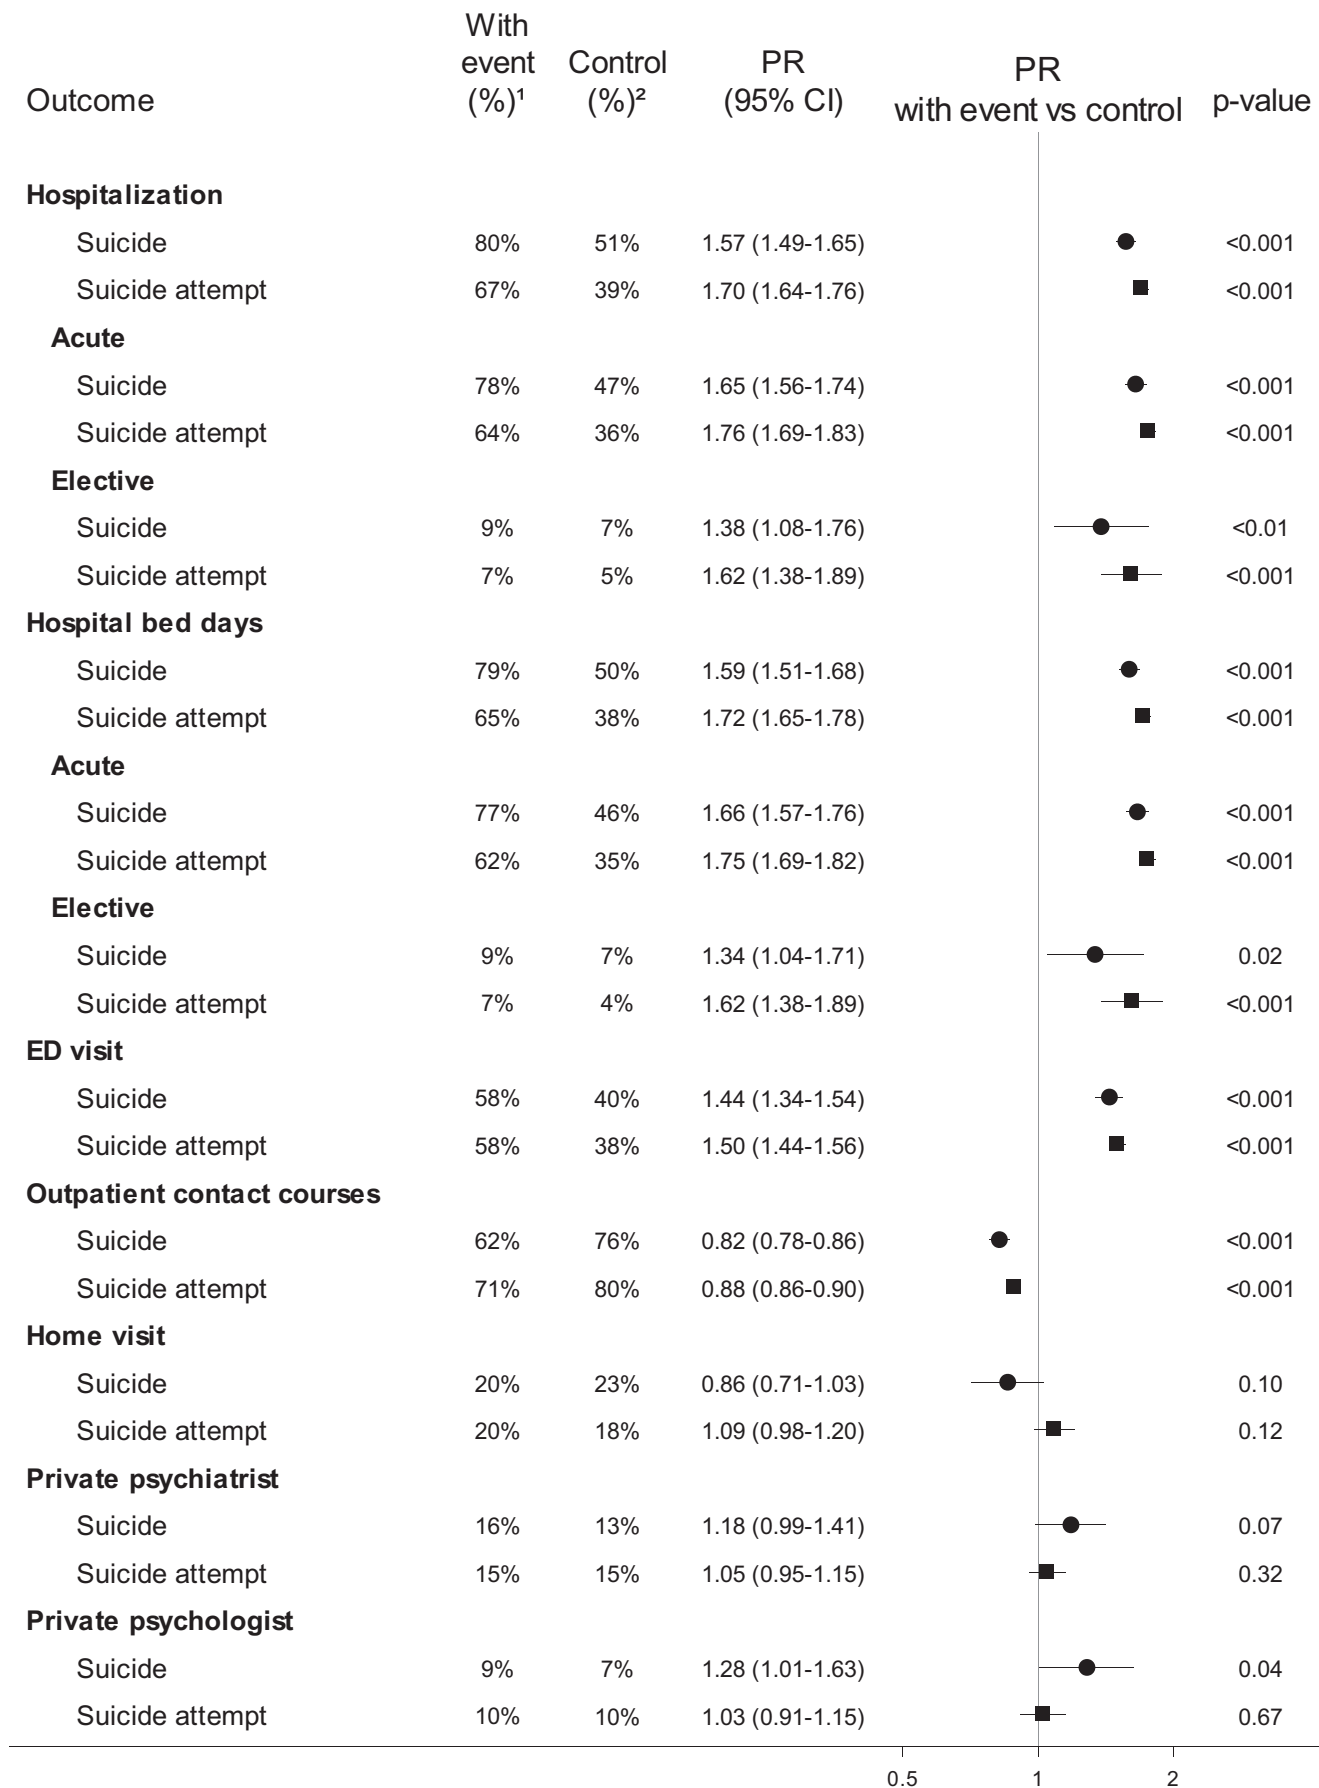 Outcome With event (%)¹ Control (%)² PR (95% CI) PR with event vs control p-value
Hospitalization
Suicide 80% 51% 1.57 (1.49-1.65) <0.001
Suicide attempt 67% 39% 1.70 (1.64-1.76) <0.001
Acute
Suicide 78% 47% 1.65 (1.56-1.74) <0.001
Suicide attempt 64% 36% 1.76 (1.69-1.83) <0.001
Elective
Suicide 9% 7% 1.38 (1.08-1.76) <0.01
Suicide attempt 7% 5% 1.62 (1.38-1.89) <0.001
Hospital bed days
Suicide 79% 50% 1.59 (1.51-1.68) <0.001
Suicide attempt 65% 38% 1.72 (1.65-1.78) <0.001
Acute
Suicide 77% 46% 1.66 (1.57-1.76) <0.001
Suicide attempt 62% 35% 1.75 (1.69-1.82) <0.001
Elective
Suicide 9% 7% 1.34 (1.04-1.71) 0.02
Suicide attempt 7% 4% 1.62 (1.38-1.89) <0.001
ED visit
Suicide 58% 40% 1.44 (1.34-1.54) <0.001
Suicide attempt 58% 38% 1.50 (1.44-1.56) <0.001
Outpatient contact courses
Suicide 62% 76% 0.82 (0.78-0.86) <0.001
Suicide attempt 71% 80% 0.88 (0.86-0.90) <0.001
Home visit
Suicide 20% 23% 0.86 (0.71-1.03) 0.10
Suicide attempt 20% 18% 1.09 (0.98-1.20) 0.12
Private psychiatrist
Suicide 16% 13% 1.18 (0.99-1.41) 0.07
Suicide attempt 15% 15% 1.05 (0.95-1.15) 0.32
Private psychologist
Suicide 9% 7% 1.28 (1.01-1.63) 0.04
Suicide attempt 10% 10% 1.03 (0.91-1.15) 0.67
0.5 1 2